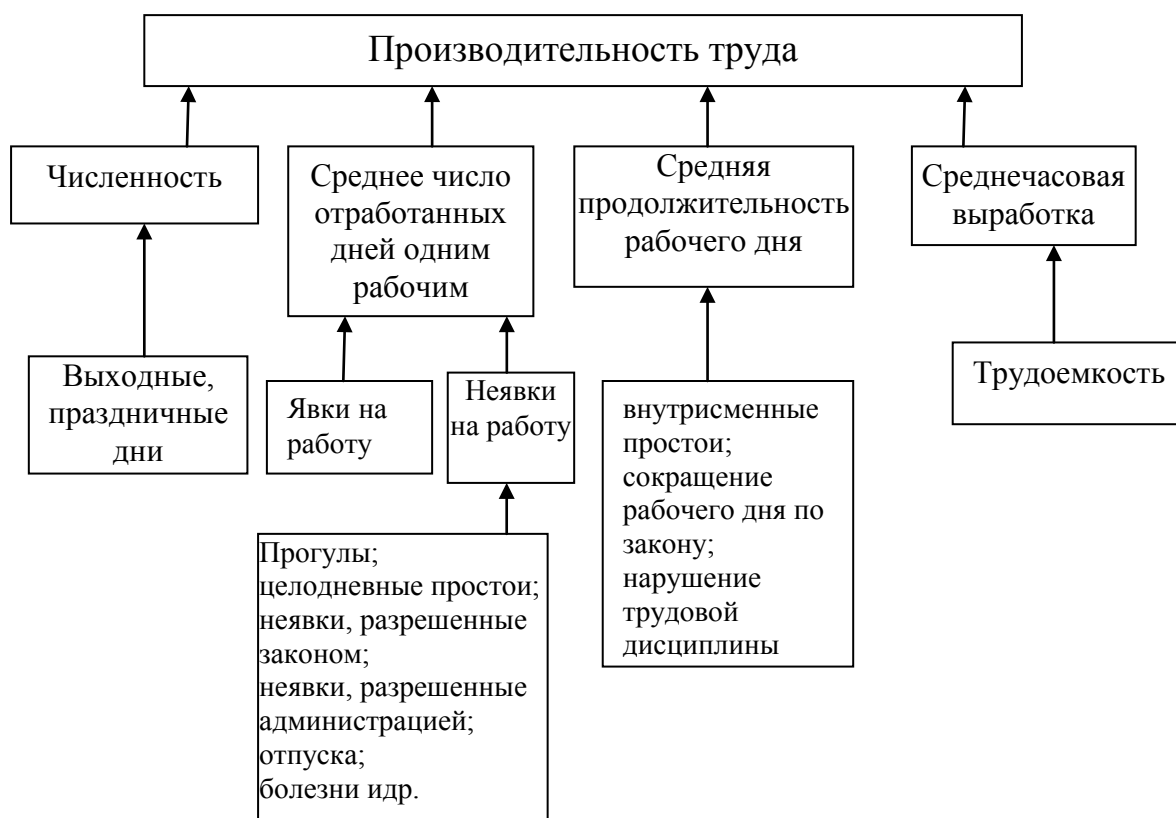 Производительность труда
Численность
Среднее число
отработанных
дней одним
рабочим
Средняя
продолжительность
рабочего дня
Среднечасовая
выработка
Выходные,
праздничные
дни
Явки на
работу
Неявки
на работу
внутрисменные
простои;
сокращение
рабочего дня по
закону;
нарушение
трудовой
дисциплины
Трудоемкость
Прогулы;
целодневные простои;
неявки, разрешенные
законом;
неявки, разрешенные
администрацией;
отпуска;
болезни идр.